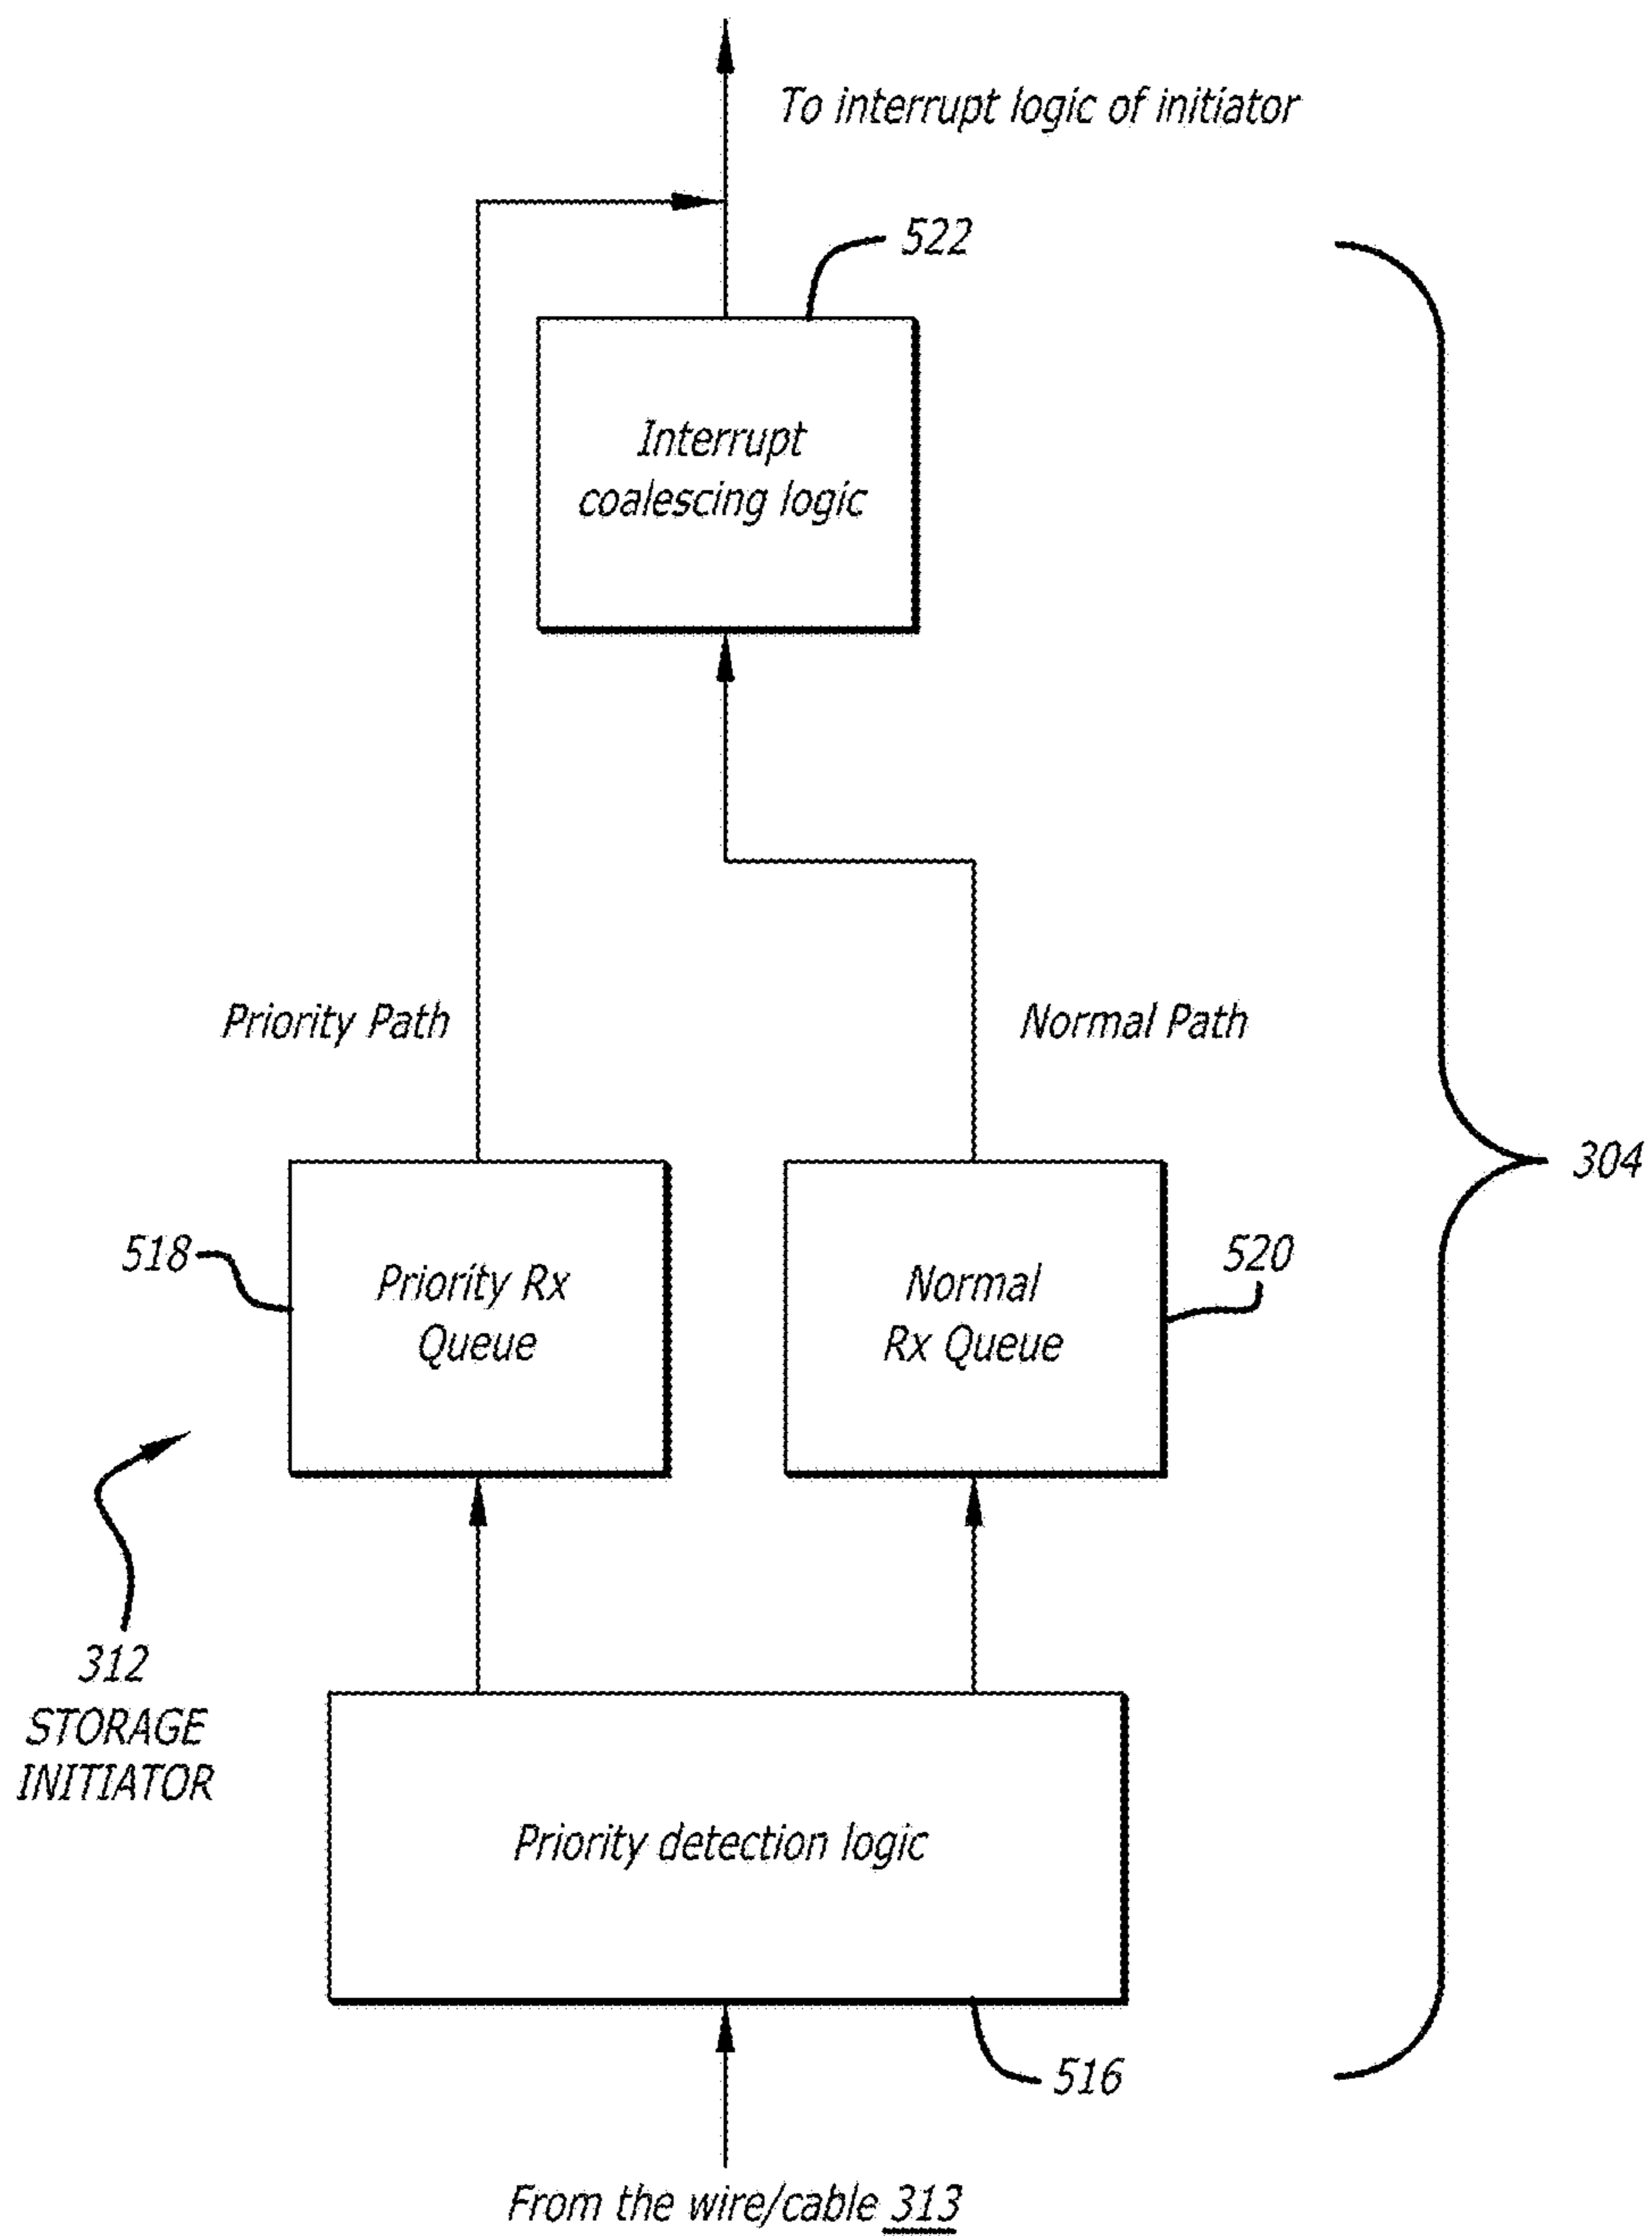 To interrupt logic of initiator
522
Interrupt
coalescing logic
Priority Path
Normal Path
304
518
Priority Rx
Queue
Normal
Rx Queue
520
312
STORAGE
INITIATOR
Priority detection logic
516
From the wire/cable 313